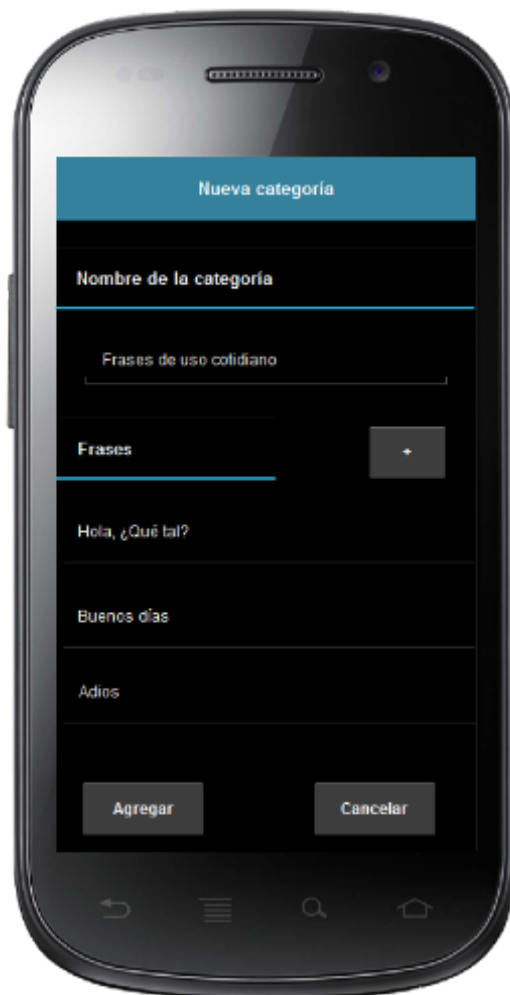 Nueva categoría
Nombre de la categoría
Frases de uso cotidiano
Frases
+
Hola, ¿Qué tal?
Buenos días
Adios
Agregar
Cancelar